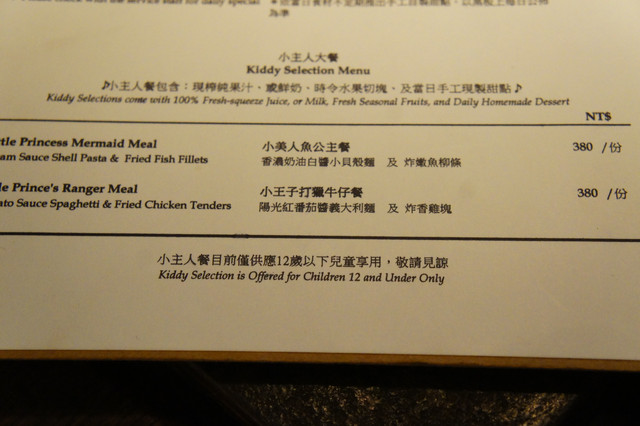 小主人大餐
Kiddy Selection Menu
♪小主人餐包含：現榨純果汁、或鮮奶、時令水果切塊、及當日手工現製甜點♪
Kiddy Selections come with 100% Fresh-squeeze Juice, or Milk, Fresh Seasonal Fruits, and Daily Homemade Dessert
NT$
Princess Mermaid Meal 小美人魚公主餐 380 /份
Sauce Shell Pasta & Fried Fish Fillets 香濃奶油白醬小貝殼麵 及 炸嫩魚柳條
Prince's Ranger Meal 小王子打獵牛仔餐 380 /份
Sauce Spaghetti & Fried Chicken Tenders 陽光紅番茄醬義大利麵 及 炸香雞塊
小主人餐目前僅供應12歲以下兒童享用，敬請見諒
Kiddy Selection is Offered for Children 12 and Under Only